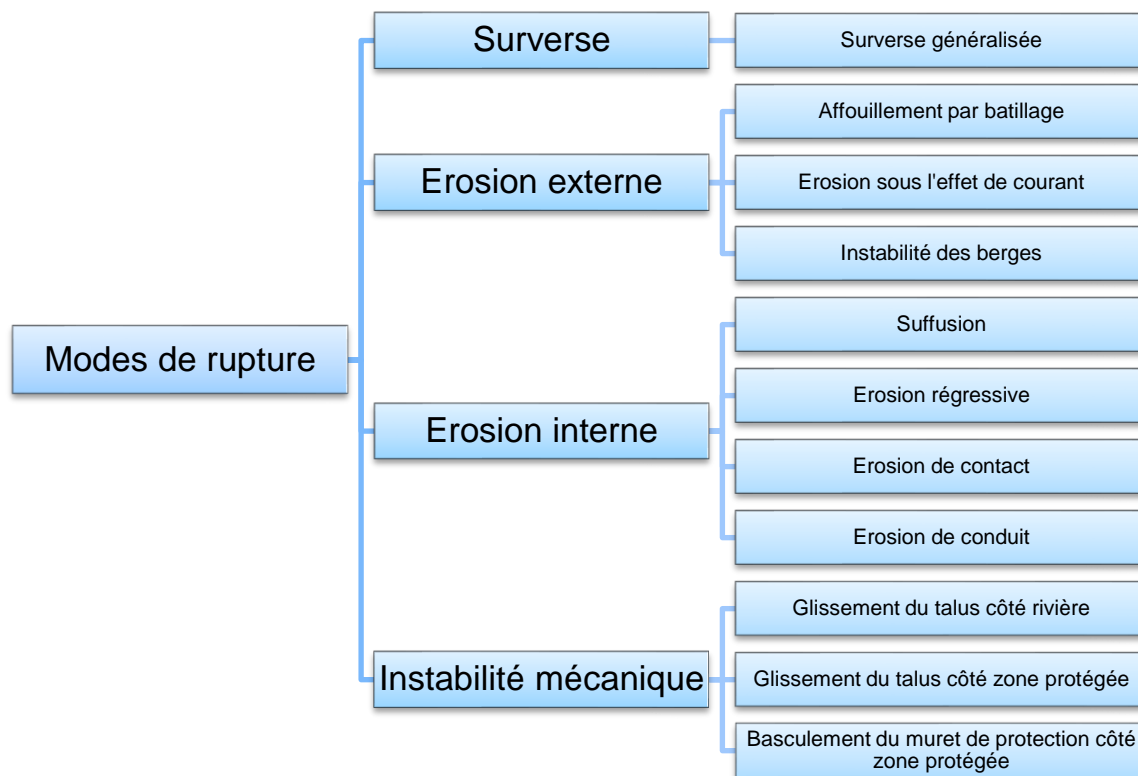 Modes de rupture
Surverse
Surverse généralisée
Erosion externe
Affouillement par batillage
Erosion sous l'effet de courant
Instabilité des berges
Erosion interne
Suffusion
Erosion régressive
Erosion de contact
Erosion de conduit
Instabilité mécanique
Glissement du talus côté rivière
Glissement du talus côté zone protégée
Basculement du muret de protection côté
zone protégée